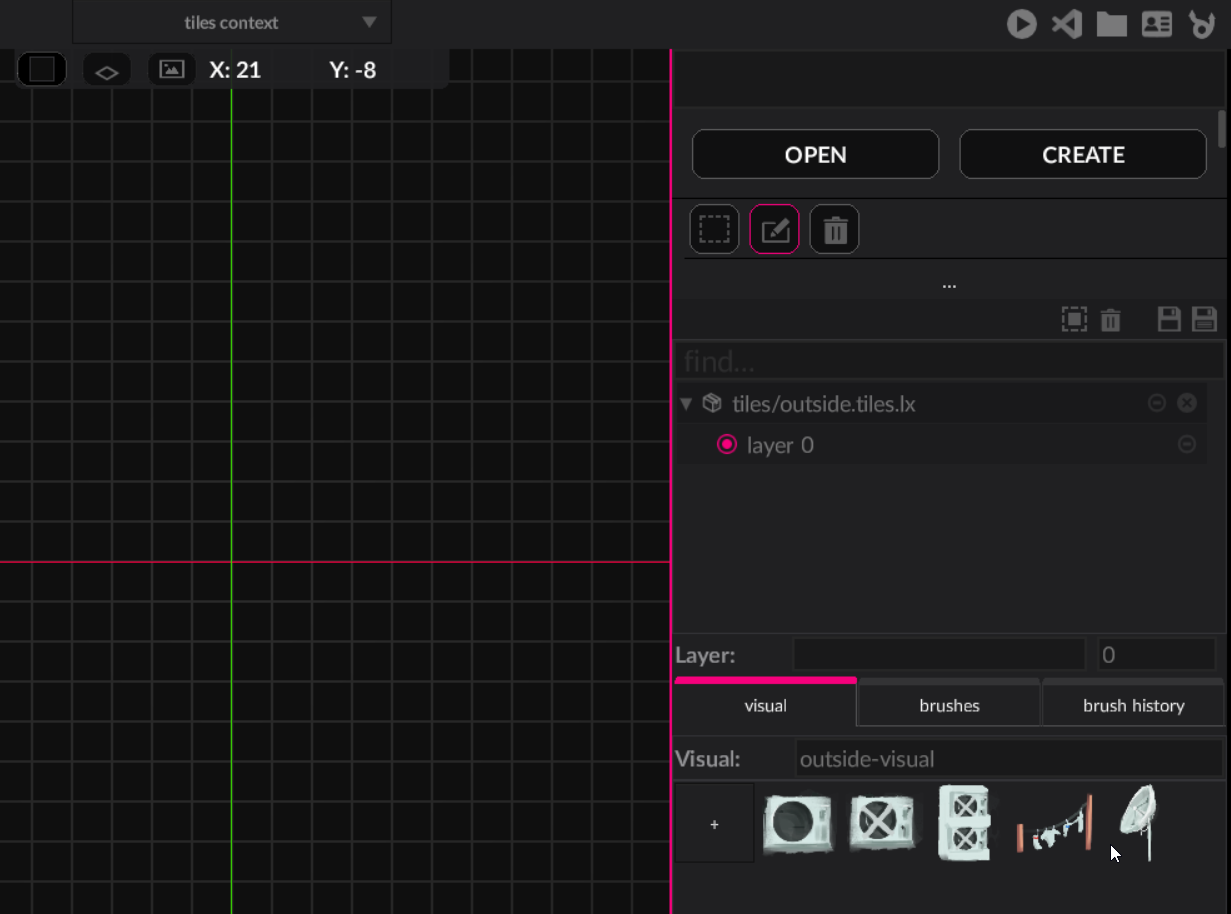 tiles context
X: 21 Y: -8
OPEN CREATE
...
find...
tiles/outside.tiles.lx
layer 0
Layer: 0
visual brushes brush history
Visual: outside-visual
+